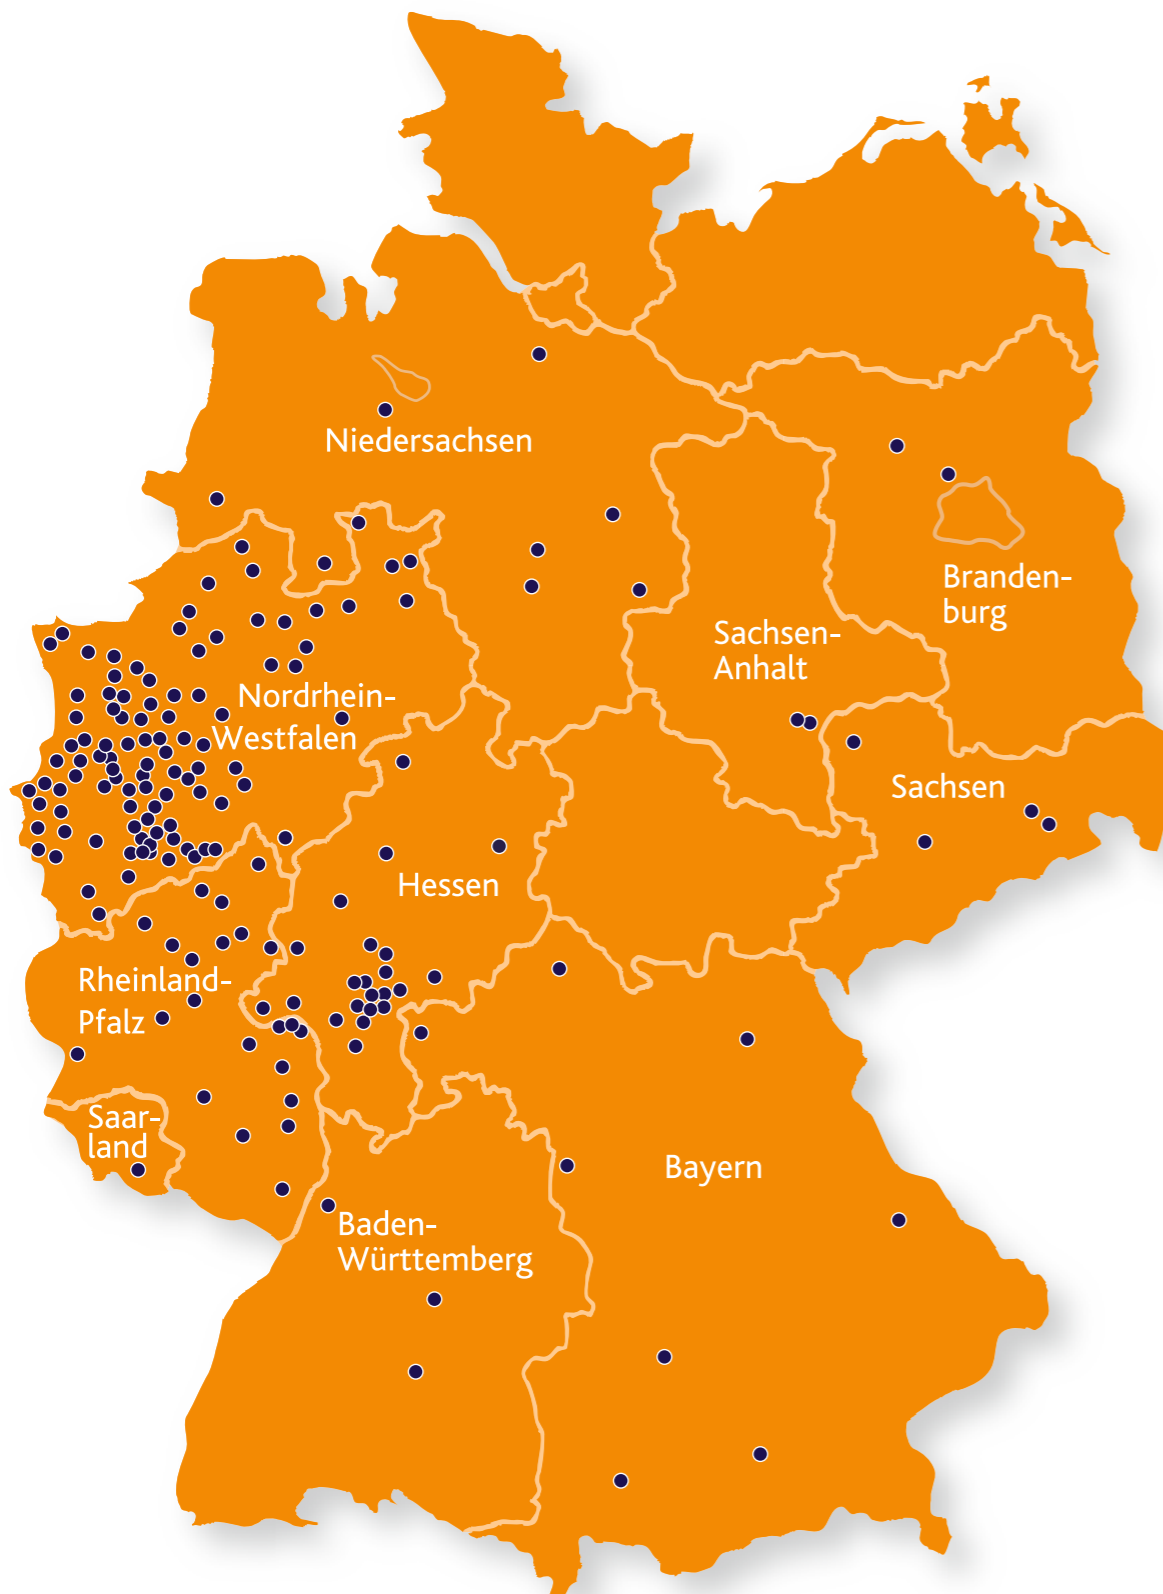 Niedersachsen
Branden-
burg
Sachsen-
Anhalt
Nordrhein-
Westfalen
Sachsen
Hessen
Rheinland-
Pfalz
Saar-
land
Bayern
Baden-
Württemberg